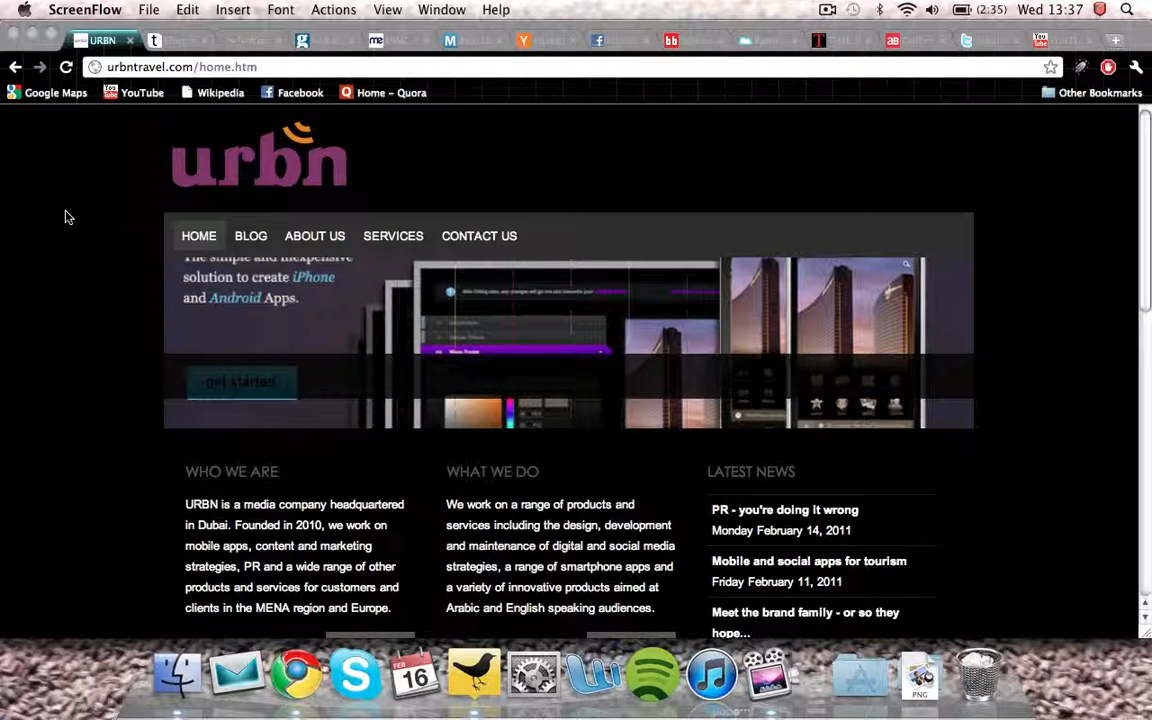 ScreenFlow File Edit Insert Font Actions View Window Help (2:35) Wed 13:37
URBN
urbntravel.com/home.htm
Google Maps YouTube Wikipedia Facebook Home – Quora Other Bookmarks
urbn
HOME BLOG ABOUT US SERVICES CONTACT US
The simple and inexpensive
solution to create iPhone
and Android Apps.
get started
WHO WE ARE
URBN is a media company headquartered
in Dubai. Founded in 2010, we work on
mobile apps, content and marketing
strategies, PR and a wide range of other
products and services for customers and
clients in the MENA region and Europe.
WHAT WE DO
We work on a range of products and
services including the design, development
and maintenance of digital and social media
strategies, a range of smartphone apps and
a variety of innovative products aimed at
Arabic and English speaking audiences.
LATEST NEWS
PR - you're doing it wrong
Monday February 14, 2011
Mobile and social apps for tourism
Friday February 11, 2011
Meet the brand family - or so they
hope...
FEB
16
PNG